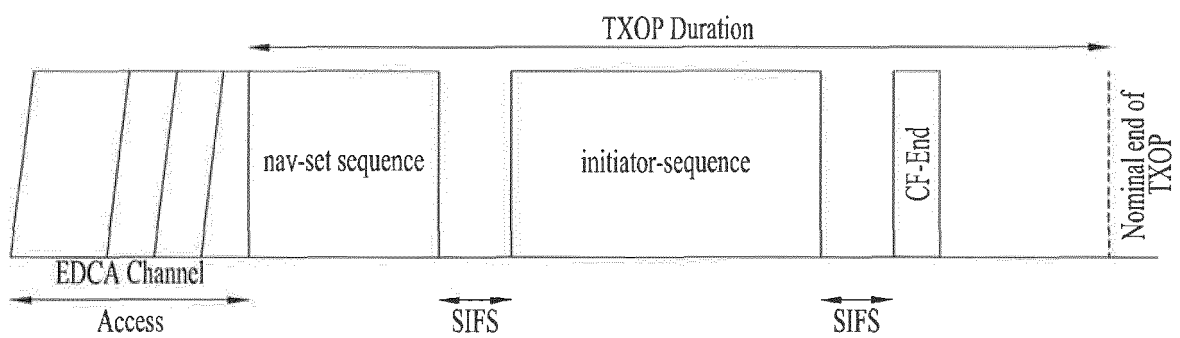 TXOP Duration
nav-set sequence
initiator-sequence
CF-End
Nominal end of
TXOP
EDCA Channel
Access
SIFS
SIFS